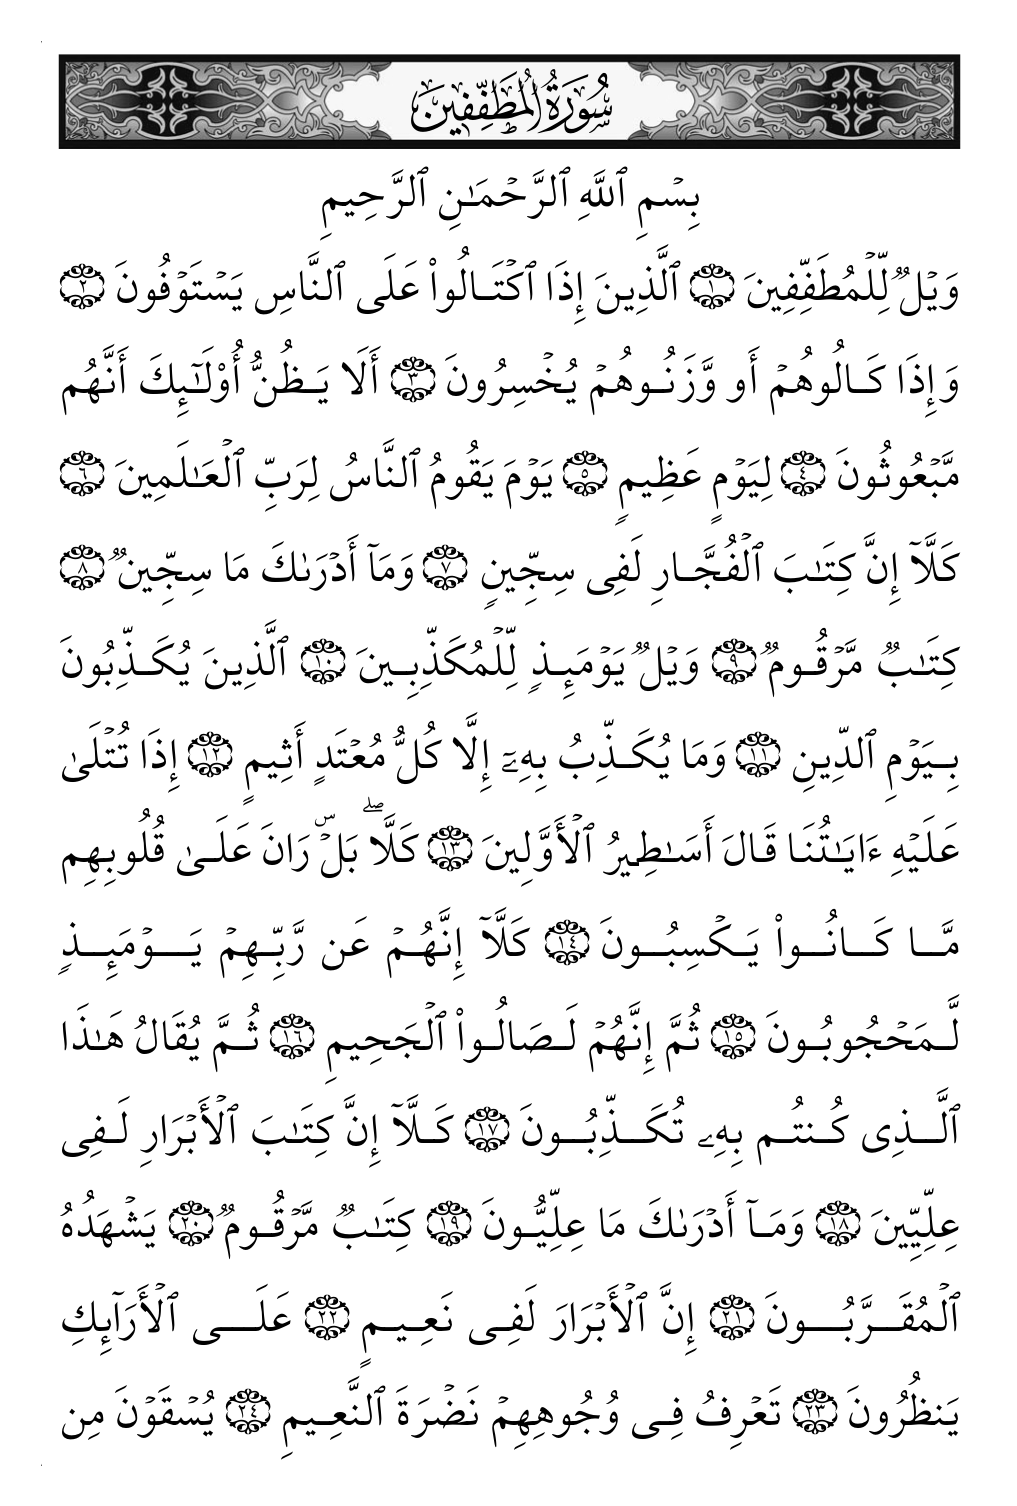 سُورَةُ المُطَفِّفِينَ
بِسۡمِ ٱللَّهِ ٱلرَّحۡمَـٰنِ ٱلرَّحِيمِ
وَيۡلٌ لِّلۡمُطَفِّفِينَ ١ ٱلَّذِينَ إِذَا ٱكۡتَالُوا۟ عَلَى ٱلنَّاسِ يَسۡتَوۡفُونَ ٢
وَإِذَا كَالُوهُمۡ أَو وَّزَنُوهُمۡ يُخۡسِرُونَ ٣ أَلَا يَظُنُّ أُو۟لَـٰٓئِكَ أَنَّهُم
مَّبۡعُوثُونَ ٤ لِيَوۡمٍ عَظِيمٍ ٥ يَوۡمَ يَقُومُ ٱلنَّاسُ لِرَبِّ ٱلۡعَـٰلَمِينَ ٦
كَلَّآ إِنَّ كِتَـٰبَ ٱلۡفُجَّارِ لَفِى سِجِّينٍ ٧ وَمَآ أَدۡرَىٰكَ مَا سِجِّينٌ ٨
كِتَـٰبٌ مَّرۡقُومٌ ٩ وَيۡلٌ يَوۡمَئِذٍ لِّلۡمُكَذِّبِينَ ١٠ ٱلَّذِينَ يُكَذِّبُونَ
بِيَوۡمِ ٱلدِّينِ ١١ وَمَا يُكَذِّبُ بِهِۦٓ إِلَّا كُلُّ مُعۡتَدٍ أَثِيمٍ ١٢ إِذَا تُتۡلَىٰ
عَلَيۡهِ ءَايَـٰتُنَا قَالَ أَسَـٰطِيرُ ٱلۡأَوَّلِينَ ١٣ كَلَّاۖ بَلۡۜ رَانَ عَلَىٰ قُلُوبِهِم
مَّا كَانُوا۟ يَكۡسِبُونَ ١٤ كَلَّآ إِنَّهُمۡ عَن رَّبِّهِمۡ يَوۡمَئِذٍ
لَّمَحۡجُوبُونَ ١٥ ثُمَّ إِنَّهُمۡ لَصَالُوا۟ ٱلۡجَحِيمِ ١٦ ثُمَّ يُقَالُ هَـٰذَا
ٱلَّذِى كُنتُم بِهِۦ تُكَذِّبُونَ ١٧ كَلَّآ إِنَّ كِتَـٰبَ ٱلۡأَبۡرَارِ لَفِى
عِلِّيِّينَ ١٨ وَمَآ أَدۡرَىٰكَ مَا عِلِّيُّونَ ١٩ كِتَـٰبٌ مَّرۡقُومٌ ٢٠ يَشۡهَدُهُ
ٱلۡمُقَرَّبُونَ ٢١ إِنَّ ٱلۡأَبۡرَارَ لَفِى نَعِيمٍ ٢٢ عَلَى ٱلۡأَرَآئِكِ
يَنظُرُونَ ٢٣ تَعۡرِفُ فِى وُجُوهِهِمۡ نَضۡرَةَ ٱلنَّعِيمِ ٢٤ يُسۡقَوۡنَ مِن